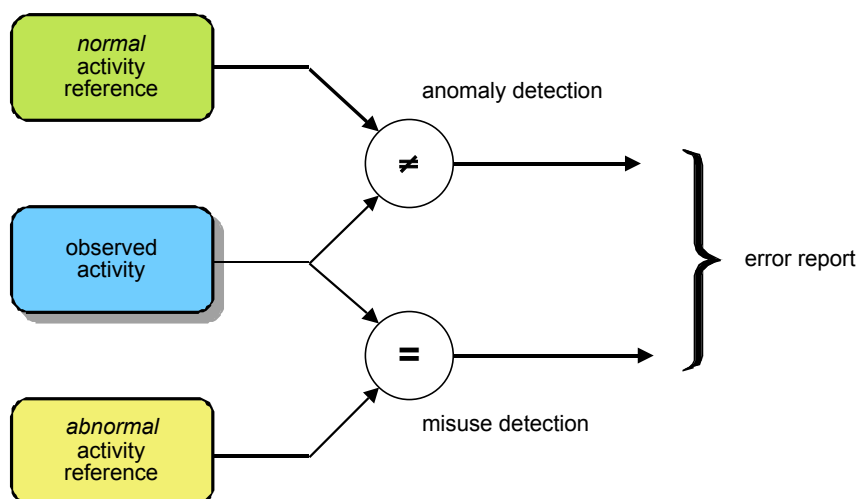 normal
activity
reference
anomaly detection
≠
observed
activity
error report
=
misuse detection
abnormal
activity
reference